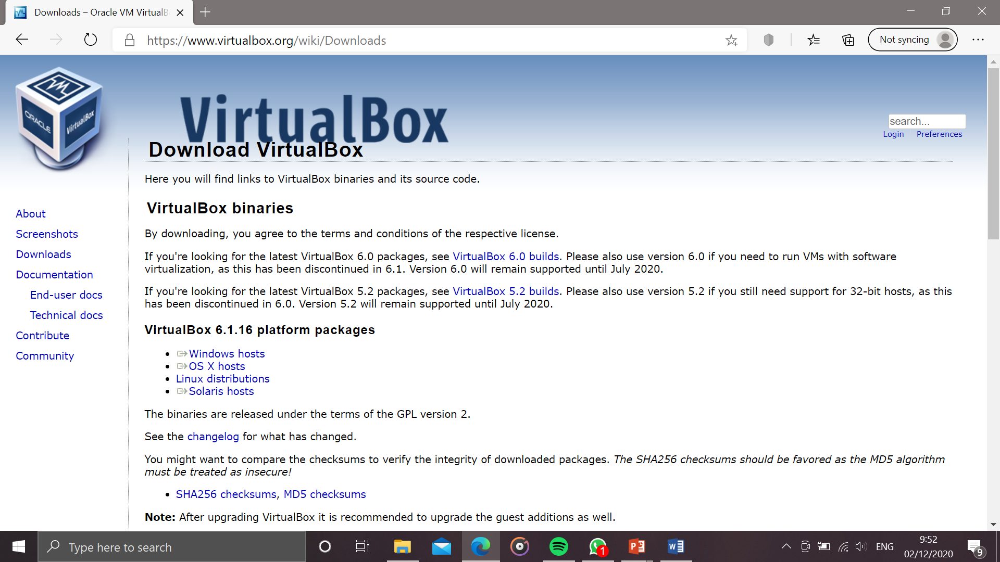 Downloads – Oracle VM VirtualB
https://www.virtualbox.org/wiki/Downloads
Not syncing
ORACLE
VirtualBox
VirtualBox
search...
Login Preferences
Download VirtualBox
Here you will find links to VirtualBox binaries and its source code.
VirtualBox binaries
By downloading, you agree to the terms and conditions of the respective license.
If you're looking for the latest VirtualBox 6.0 packages, see VirtualBox 6.0 builds. Please also use version 6.0 if you need to run VMs with software
virtualization, as this has been discontinued in 6.1. Version 6.0 will remain supported until July 2020.
If you're looking for the latest VirtualBox 5.2 packages, see VirtualBox 5.2 builds. Please also use version 5.2 if you still need support for 32-bit hosts, as this
has been discontinued in 6.0. Version 5.2 will remain supported until July 2020.
VirtualBox 6.1.16 platform packages
Windows hosts
OS X hosts
Linux distributions
Solaris hosts
The binaries are released under the terms of the GPL version 2.
See the changelog for what has changed.
You might want to compare the checksums to verify the integrity of downloaded packages. The SHA256 checksums should be favored as the MD5 algorithm
must be treated as insecure!
SHA256 checksums, MD5 checksums
Note: After upgrading VirtualBox it is recommended to upgrade the guest additions as well.
About
Screenshots
Downloads
Documentation
End-user docs
Technical docs
Contribute
Community
Type here to search
1
ENG
9:52
02/12/2020
9